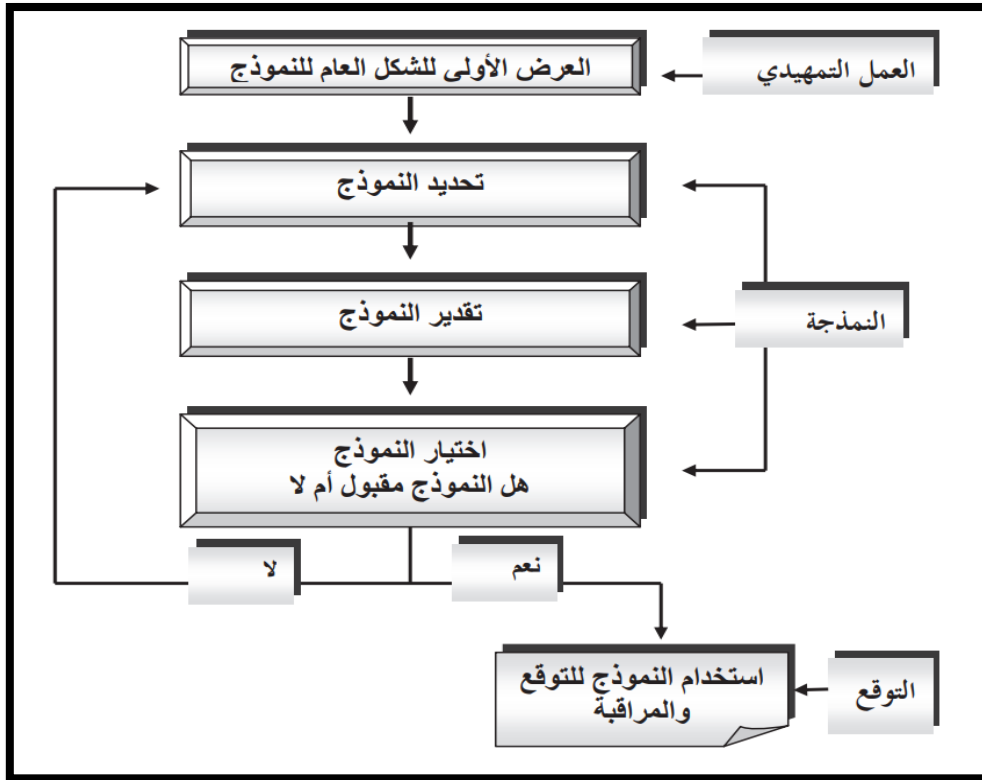 العرض الأولى للشكل العام للنموذج
العمل التمهيدي
تحديد النموذج
النمذجة
تقدير النموذج
اختيار النموذج
هل النموذج مقبول أم لا
نعم
لا
استخدام النموذج للتوقع
والمراقبة
التوقع